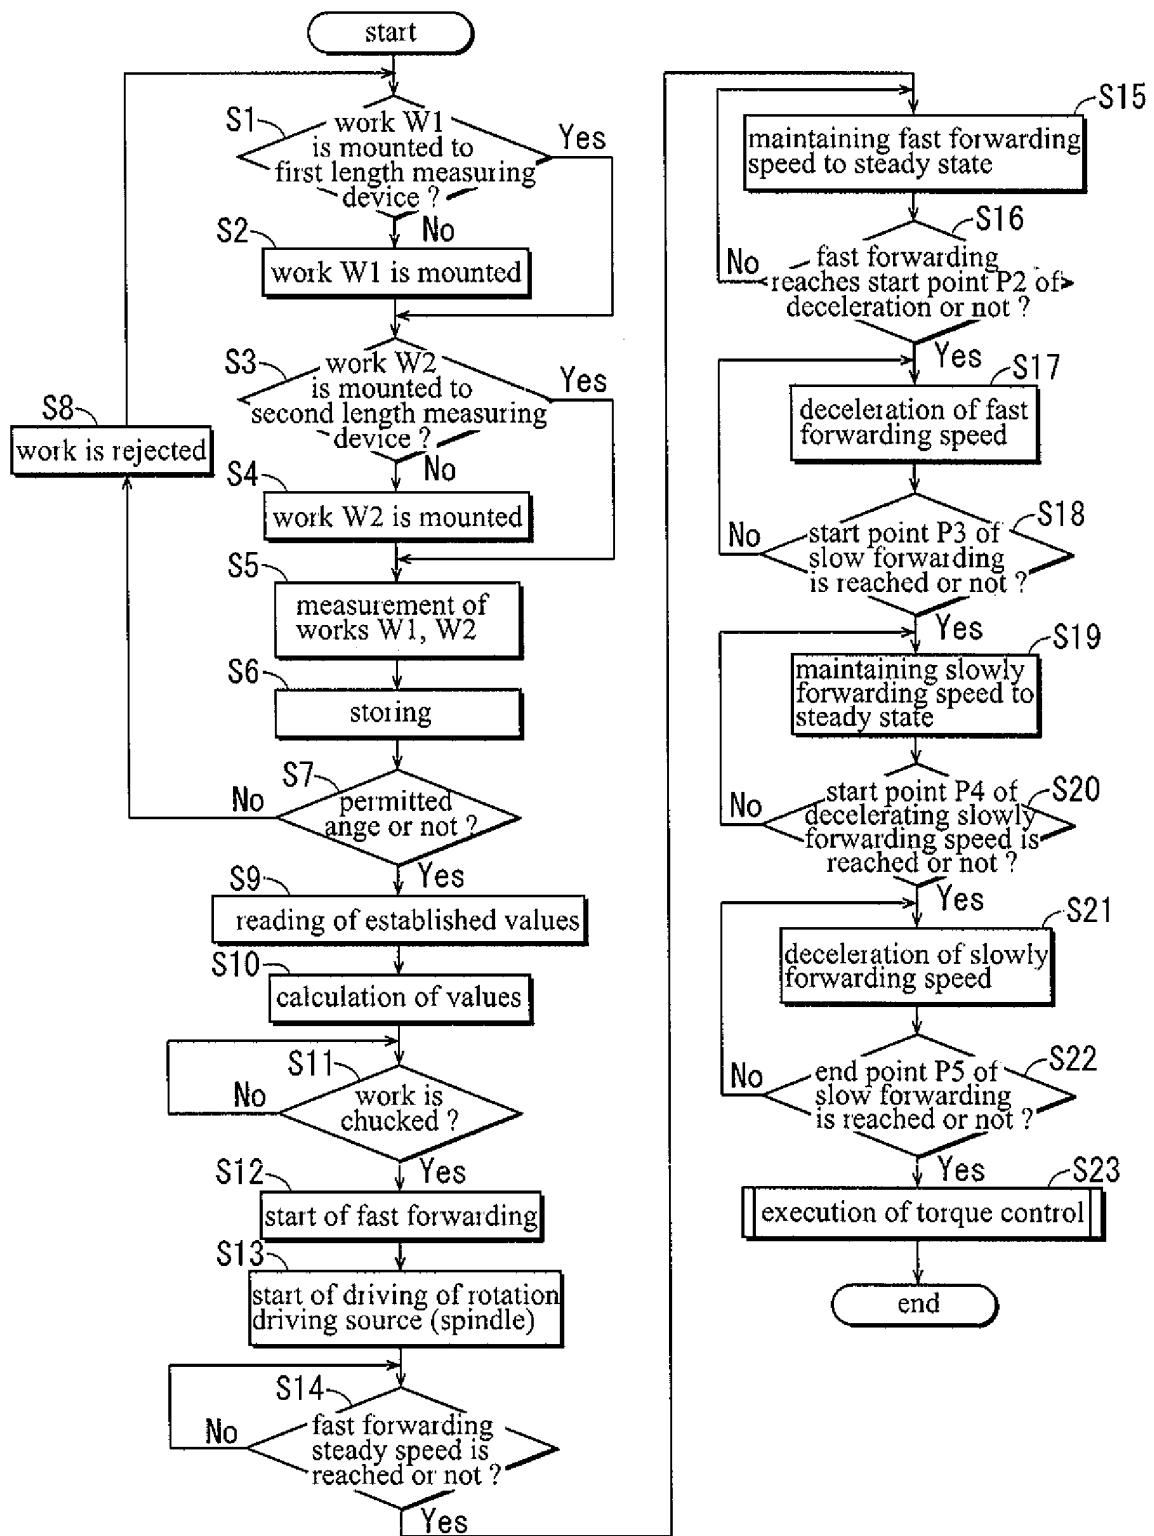 start
S1
work W1
is mounted to
first length measuring
device ?
Yes
No
S2
work W1 is mounted
S3
work W2
is mounted to
second length measuring
device ?
Yes
No
S4
work W2 is mounted
S5
measurement of
works W1, W2
S6
storing
S7
permitted
ange or not ?
No
Yes
S8
work is rejected
S9
reading of established values
S10
calculation of values
S11
work is
chucked ?
No
Yes
S12
start of fast forwarding
S13
start of driving of rotation
driving source (spindle)
S14
fast forwarding
steady speed is
reached or not ?
No
Yes
S15
maintaining fast forwarding
speed to steady state
S16
fast forwarding
reaches start point P2 of
deceleration or not ?
No
Yes
S17
deceleration of fast
forwarding speed
S18
start point P3 of
slow forwarding
is reached or not ?
No
Yes
S19
maintaining slowly
forwarding speed to
steady state
S20
start point P4 of
decelerating slowly
forwarding speed is
reached or not ?
No
Yes
S21
deceleration of slowly
forwarding speed
S22
end point P5 of
slow forwarding
is reached or not ?
No
Yes
S23
execution of torque control
end